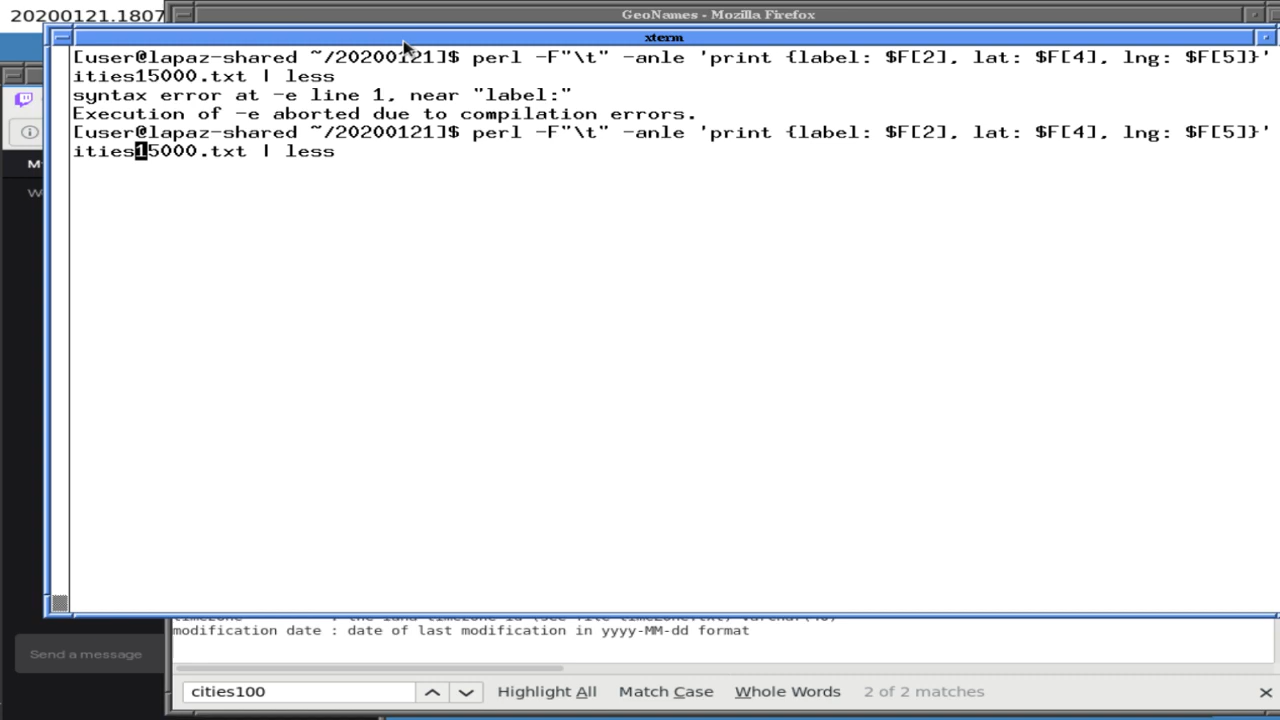 20200121.1807
GeoNames - Mozilla Firefox
xterm
[user@lapaz-shared ~/20200121]$ perl -F"\t" -anle 'print {label: $F[2], lat: $F[4], lng: $F[5]}'
ities15000.txt | less
syntax error at -e line 1, near "label:"
Execution of -e aborted due to compilation errors.
[user@lapaz-shared ~/20200121]$ perl -F"\t" -anle 'print {label: $F[2], lat: $F[4], lng: $F[5]}'
ities15000.txt | less
modification date : date of last modification in yyyy-MM-dd format
Send a message
cities100
Highlight All
Match Case
Whole Words
2 of 2 matches